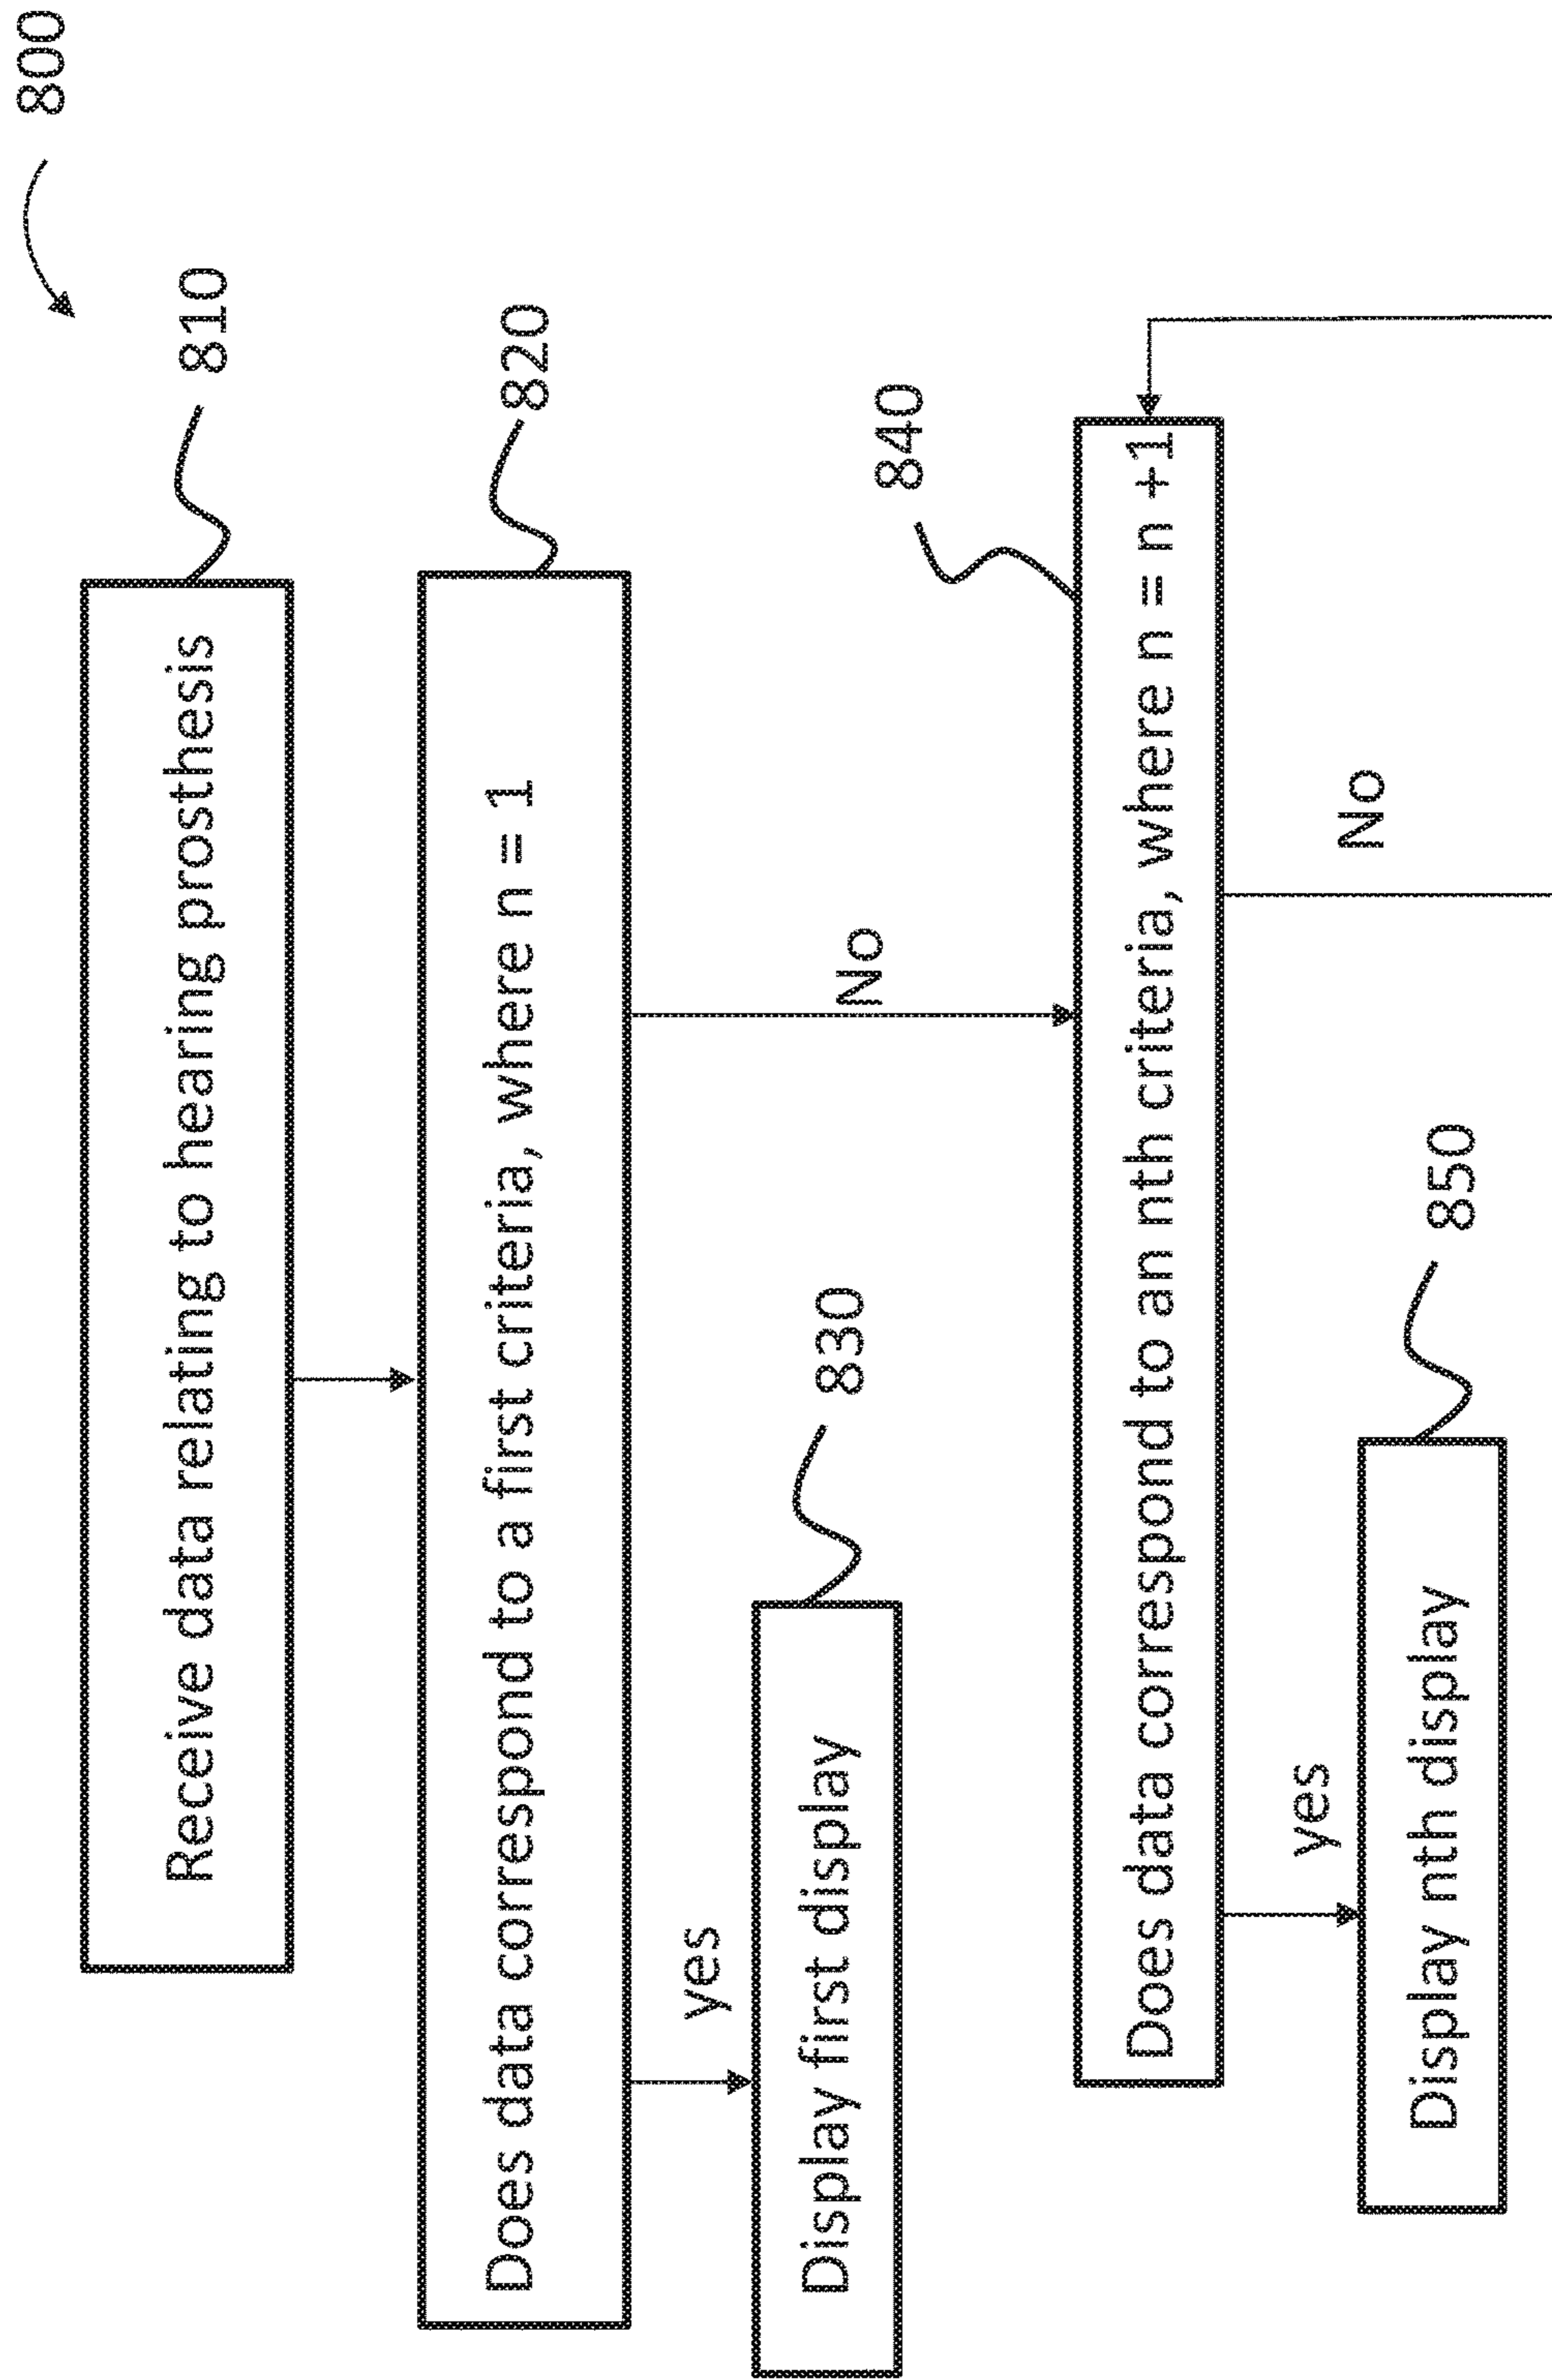 800
Receive data relating to hearing prosthesis
810
Does data correspond to a first criteria, where n = 1
820
yes
No
Display first display
830
840
Does data correspond to an nth criteria, where n = n +1
yes
No
Display nth display
850